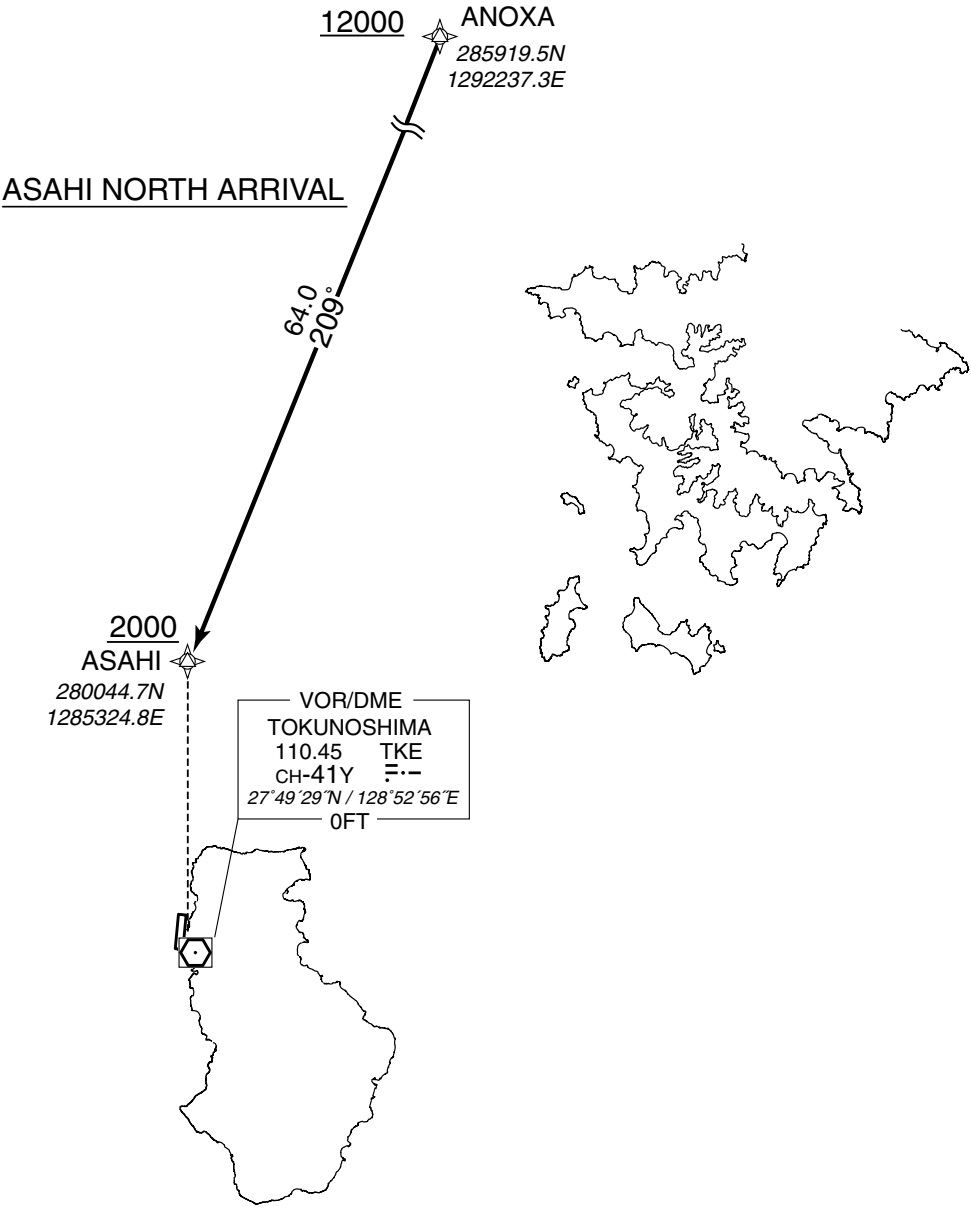 12000
ANOXA
285919.5N
1292237.3E
ASAHI NORTH ARRIVAL
64.0
209°
2000
ASAHI
280044.7N
1285324.8E
VOR/DME
TOKUNOSHIMA
110.45 TKE
CH-41Y
27°49´29˝N / 128°52´56˝E
0FT